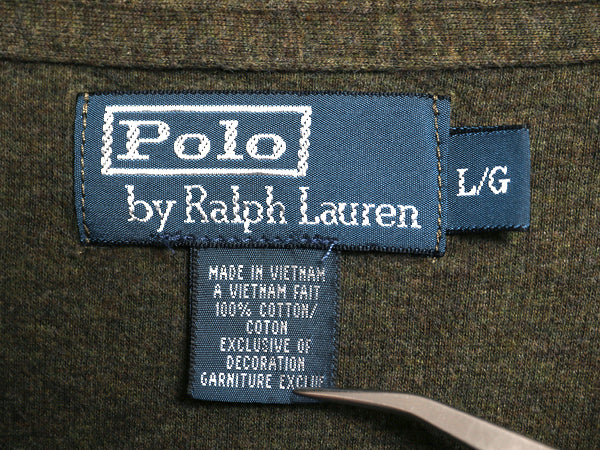 Polo
by Ralph Lauren
L/G
MADE IN VIETNAM
A VIETNAM FAIT
100% COTTON/
COTON
EXCLUSIVE OF
DECORATION
GARNITURE EXCLUE